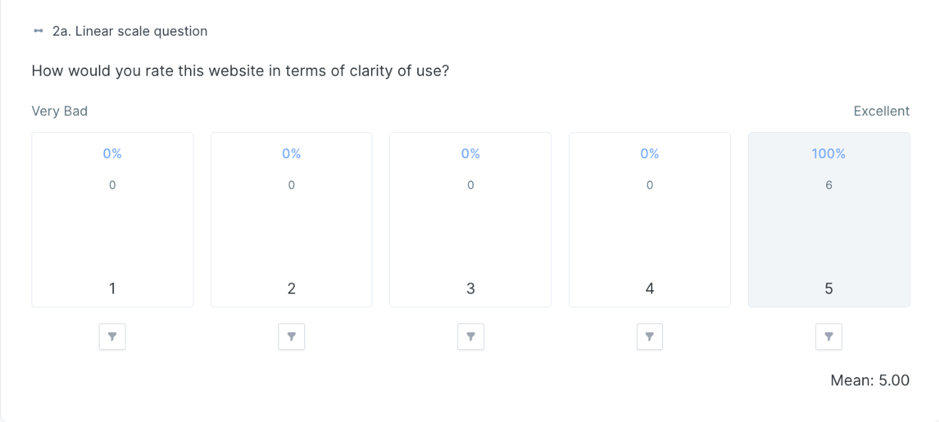 2a. Linear scale question
How would you rate this website in terms of clarity of use?
Very Bad Excellent
0% 0% 0% 0% 100%
0 0 0 0 6
1 2 3 4 5
Mean: 5.00